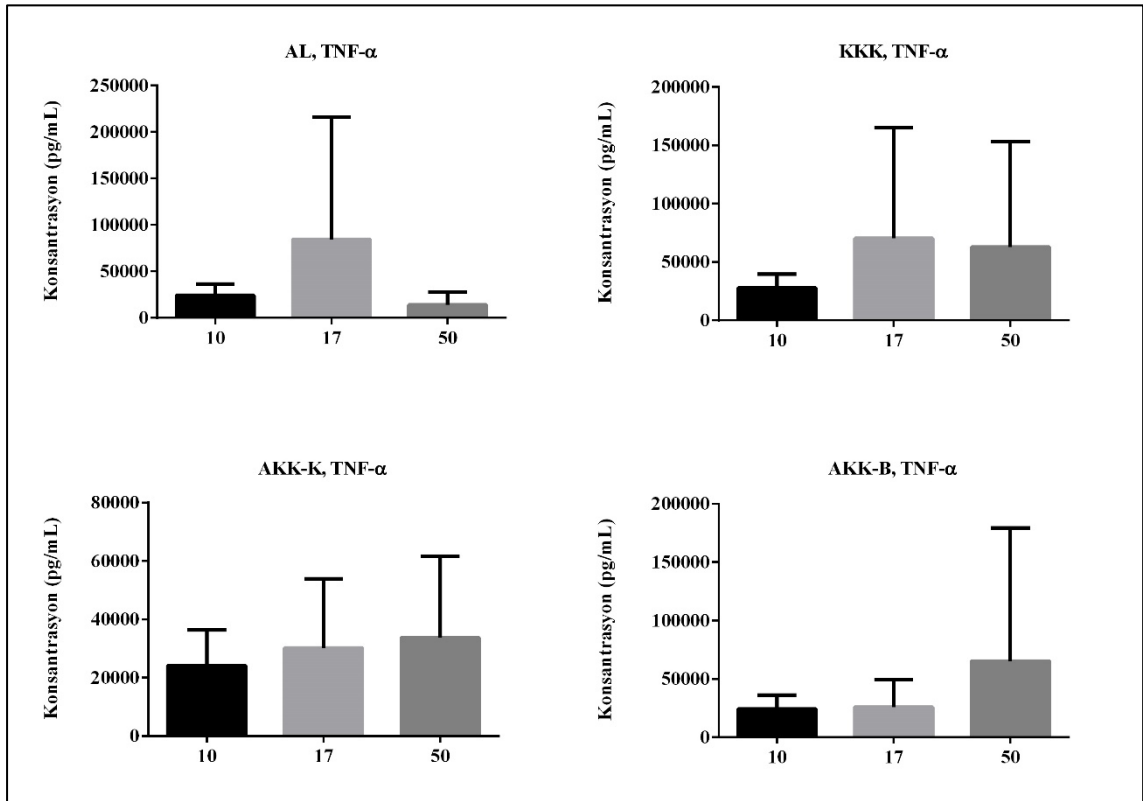 AL, TNF-α
Konsantrasyon (pg/mL)
250000
200000
150000
100000
50000
0
10 17 50
KKK, TNF-α
Konsantrasyon (pg/mL)
200000
150000
100000
50000
0
10 17 50
AKK-K, TNF-α
Konsantrasyon (pg/mL)
80000
60000
40000
20000
0
10 17 50
AKK-B, TNF-α
Konsantrasyon (pg/mL)
200000
150000
100000
50000
0
10 17 50